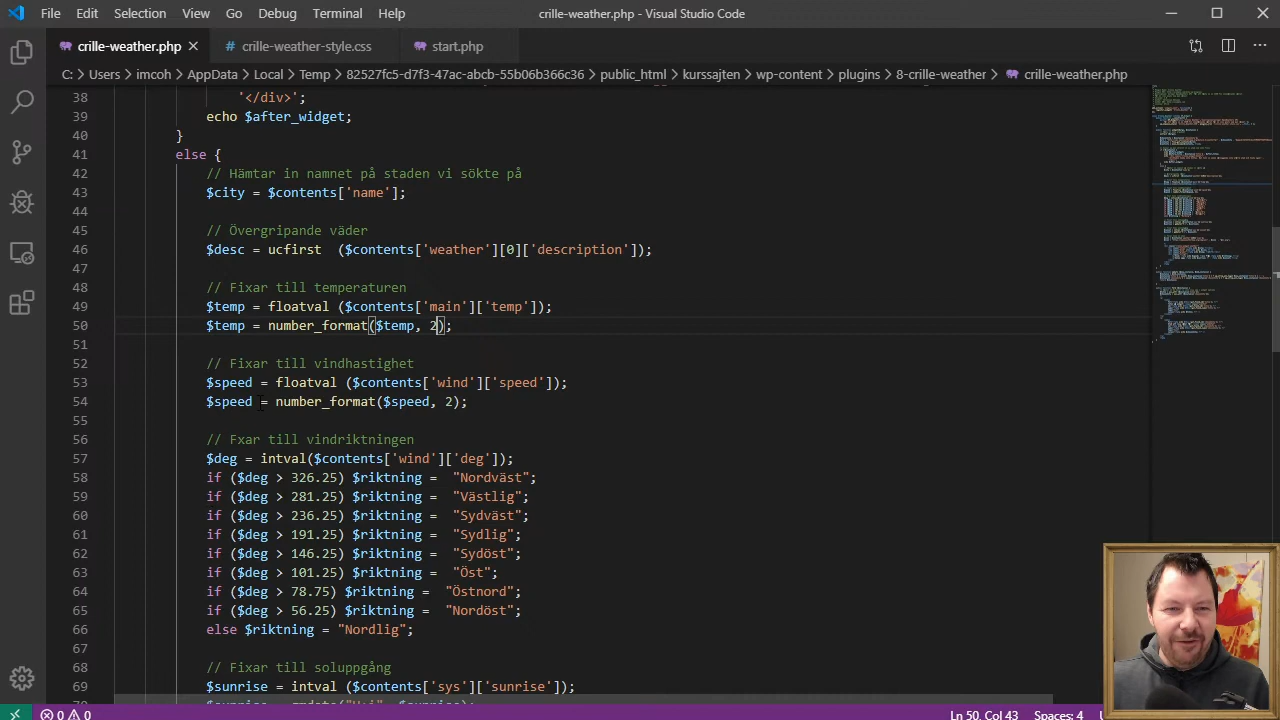 File Edit Selection View Go Debug Terminal Help crille-weather.php - Visual Studio Code
crille-weather.php crille-weather-style.css start.php
C: > Users > imcoh > AppData > Local > Temp > 82527fc5-d7f3-47ac-abcb-55b06b366c36 > public_html > kurssajten > wp-content > plugins > 8-crille-weather > crille-weather.php
38 '</div>';
39 echo $after_widget;
40 }
41 else {
42 // Hämtar in namnet på staden vi sökte på
43 $city = $contents['name'];
44
45 // Övergripande väder
46 $desc = ucfirst ($contents['weather'][0]['description']);
47
48 // Fixar till temperaturen
49 $temp = floatval ($contents['main']['temp']);
50 $temp = number_format($temp, 2);
51
52 // Fixar till vindhastighet
53 $speed = floatval ($contents['wind']['speed']);
54 $speed = number_format($speed, 2);
55
56 // Fxar till vindriktningen
57 $deg = intval($contents['wind']['deg']);
58 if ($deg > 326.25) $riktning = "Nordväst";
59 if ($deg > 281.25) $riktning = "Västlig";
60 if ($deg > 236.25) $riktning = "Sydväst";
61 if ($deg > 191.25) $riktning = "Sydlig";
62 if ($deg > 146.25) $riktning = "Sydöst";
63 if ($deg > 101.25) $riktning = "Öst";
64 if ($deg > 78.75) $riktning = "Östnord";
65 if ($deg > 56.25) $riktning = "Nordöst";
66 else $riktning = "Nordlig";
67
68 // Fixar till soluppgång
69 $sunrise = intval ($contents['sys']['sunrise']);
0 0 Ln 50, Col 43 Spaces: 4